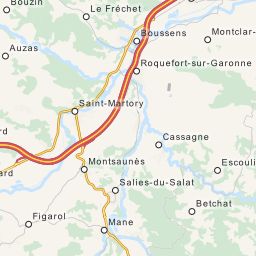 Bouzin
Le Fréchet
Boussens
Montclar-
Auzas
Roquefort-sur-Garonne
Saint-Martory
Cassagne
ard
Montsaunès
Escouli
ard
Salies-du-Salat
Betchat
Figarol
Mane